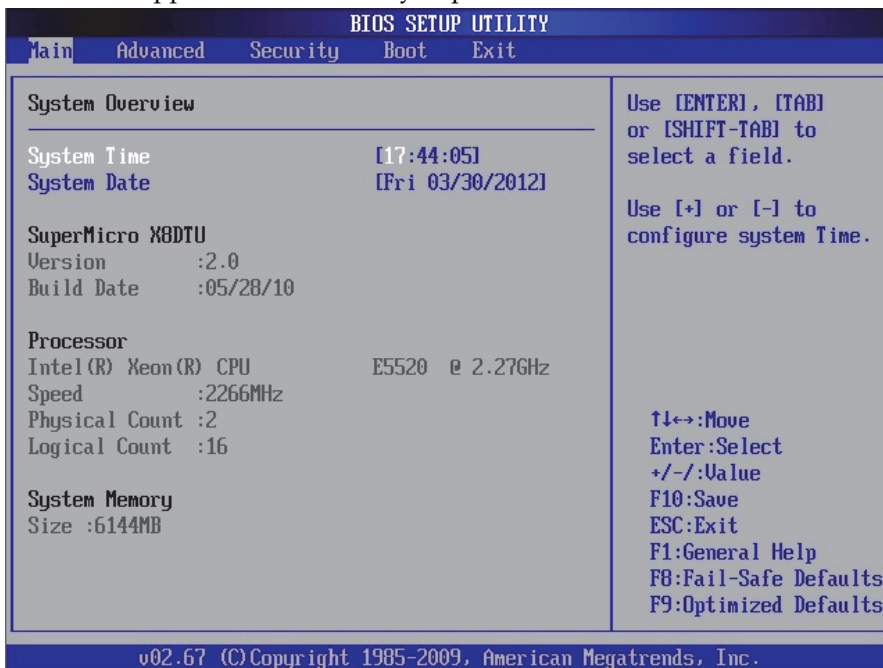 BIOS SETUP UTILITY
Main Advanced Security Boot Exit
System Overview
System Time [17:44:05]
System Date [Fri 03/30/2012]
SuperMicro X8DTU
Version :2.0
Build Date :05/28/10
Processor
Intel(R) Xeon(R) CPU E5520 @ 2.27GHz
Speed :2266MHz
Physical Count :2
Logical Count :16
System Memory
Size :6144MB
Use [ENTER], [TAB]
or [SHIFT-TAB] to
select a field.
Use [+] or [-] to
configure system Time.
↑↓↔:Move
Enter:Select
+/-/:Value
F10:Save
ESC:Exit
F1:General Help
F8:Fail-Safe Defaults
F9:Optimized Defaults
v02.67 (C)Copyright 1985-2009, American Megatrends, Inc.